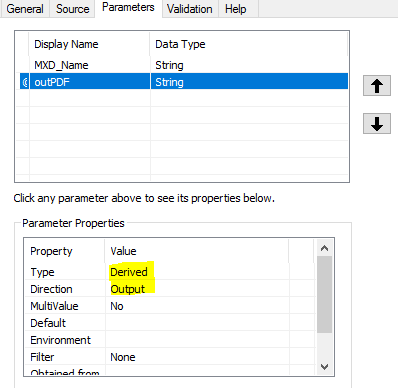 General Source Parameters Validation Help
Display Name Data Type
MXD_Name String
outPDF String
Click any parameter above to see its properties below.
Parameter Properties
Property Value
Type Derived
Direction Output
MultiValue No
Default
Environment
Filter None
Obtained from